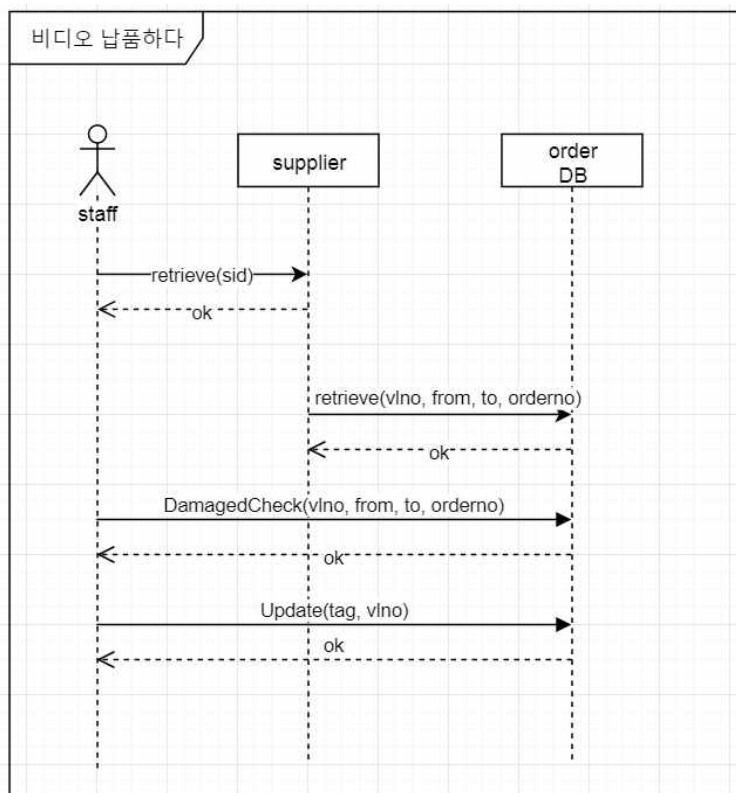 비디오 납품하다
staff
supplier
order
DB
retrieve(sid)
ok
retrieve(vlno, from, to, orderno)
ok
DamagedCheck(vlno, from, to, orderno)
ok
Update(tag, vlno)
ok